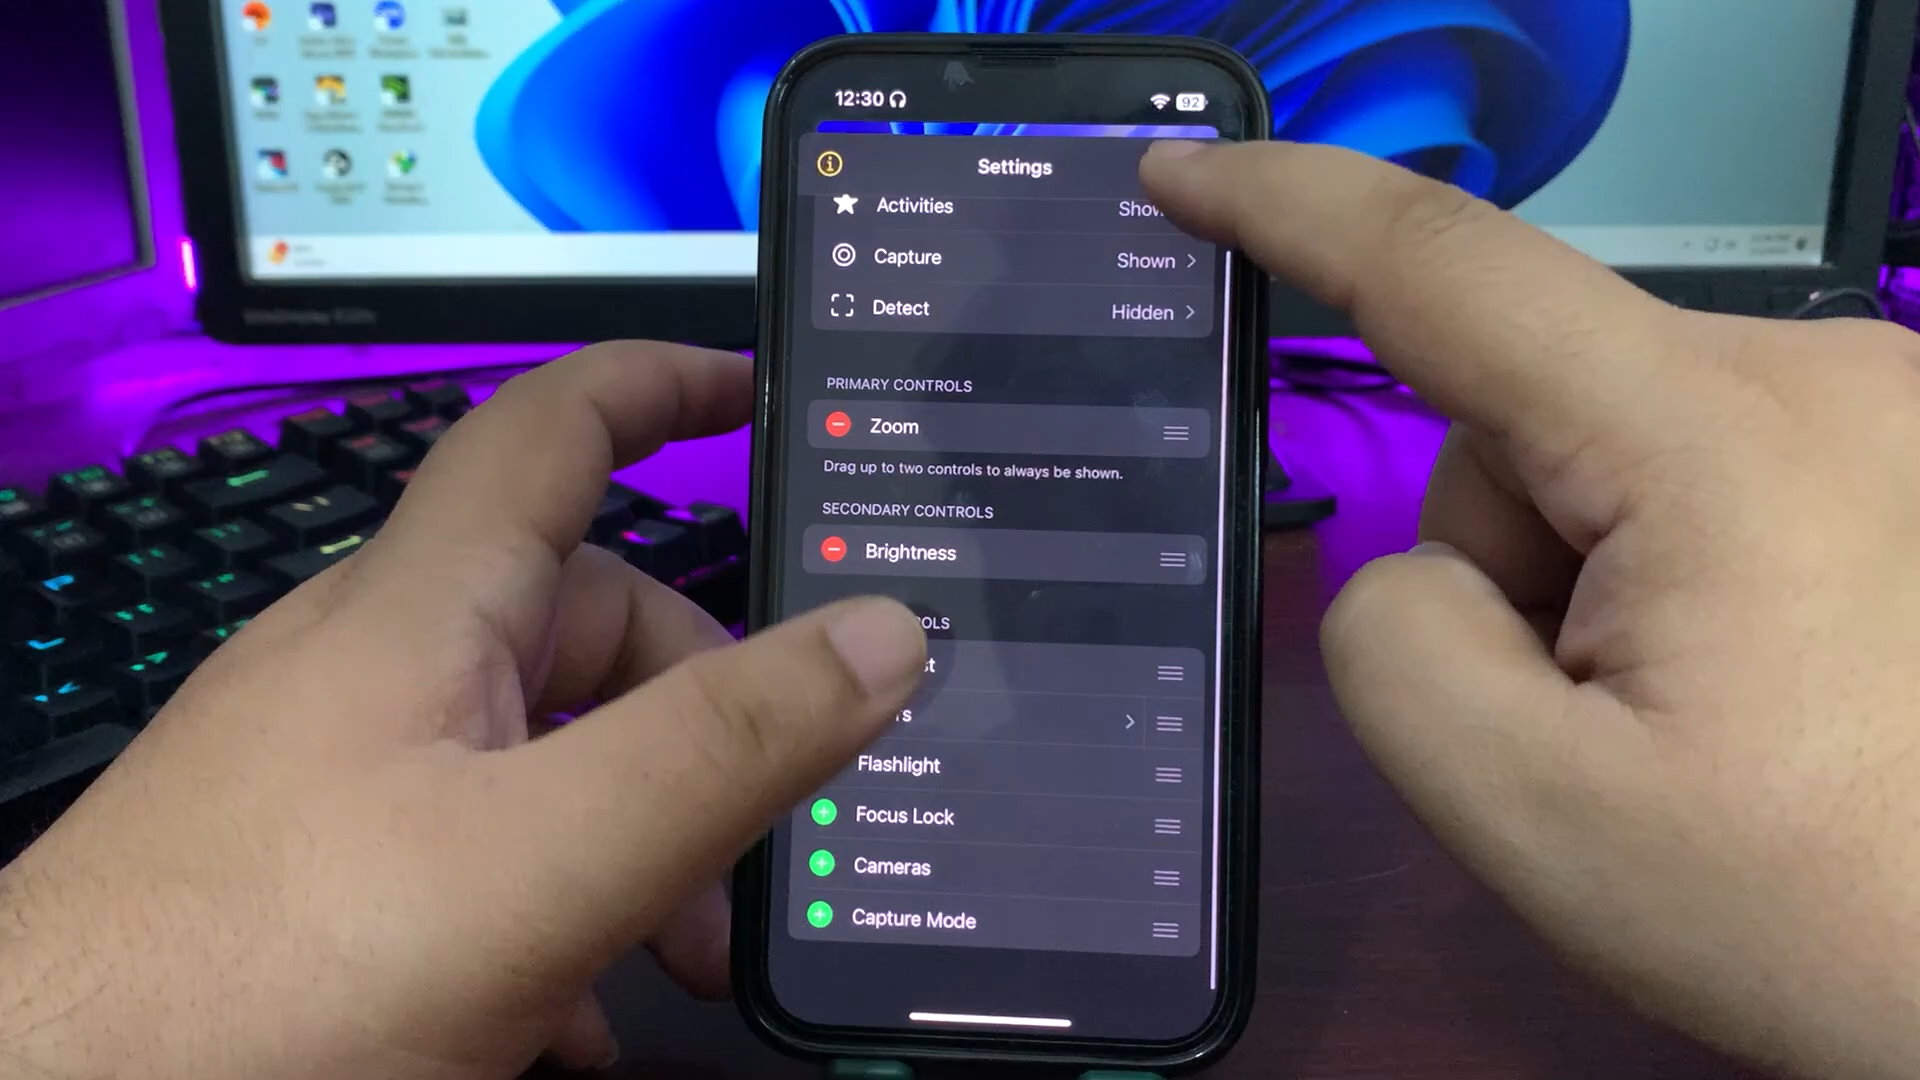 12:30
92
Settings
Activities
Capture Shown
Detect Hidden
PRIMARY CONTROLS
Zoom
Drag up to two controls to always be shown.
SECONDARY CONTROLS
Brightness
Flashlight
Focus Lock
Cameras
Capture Mode